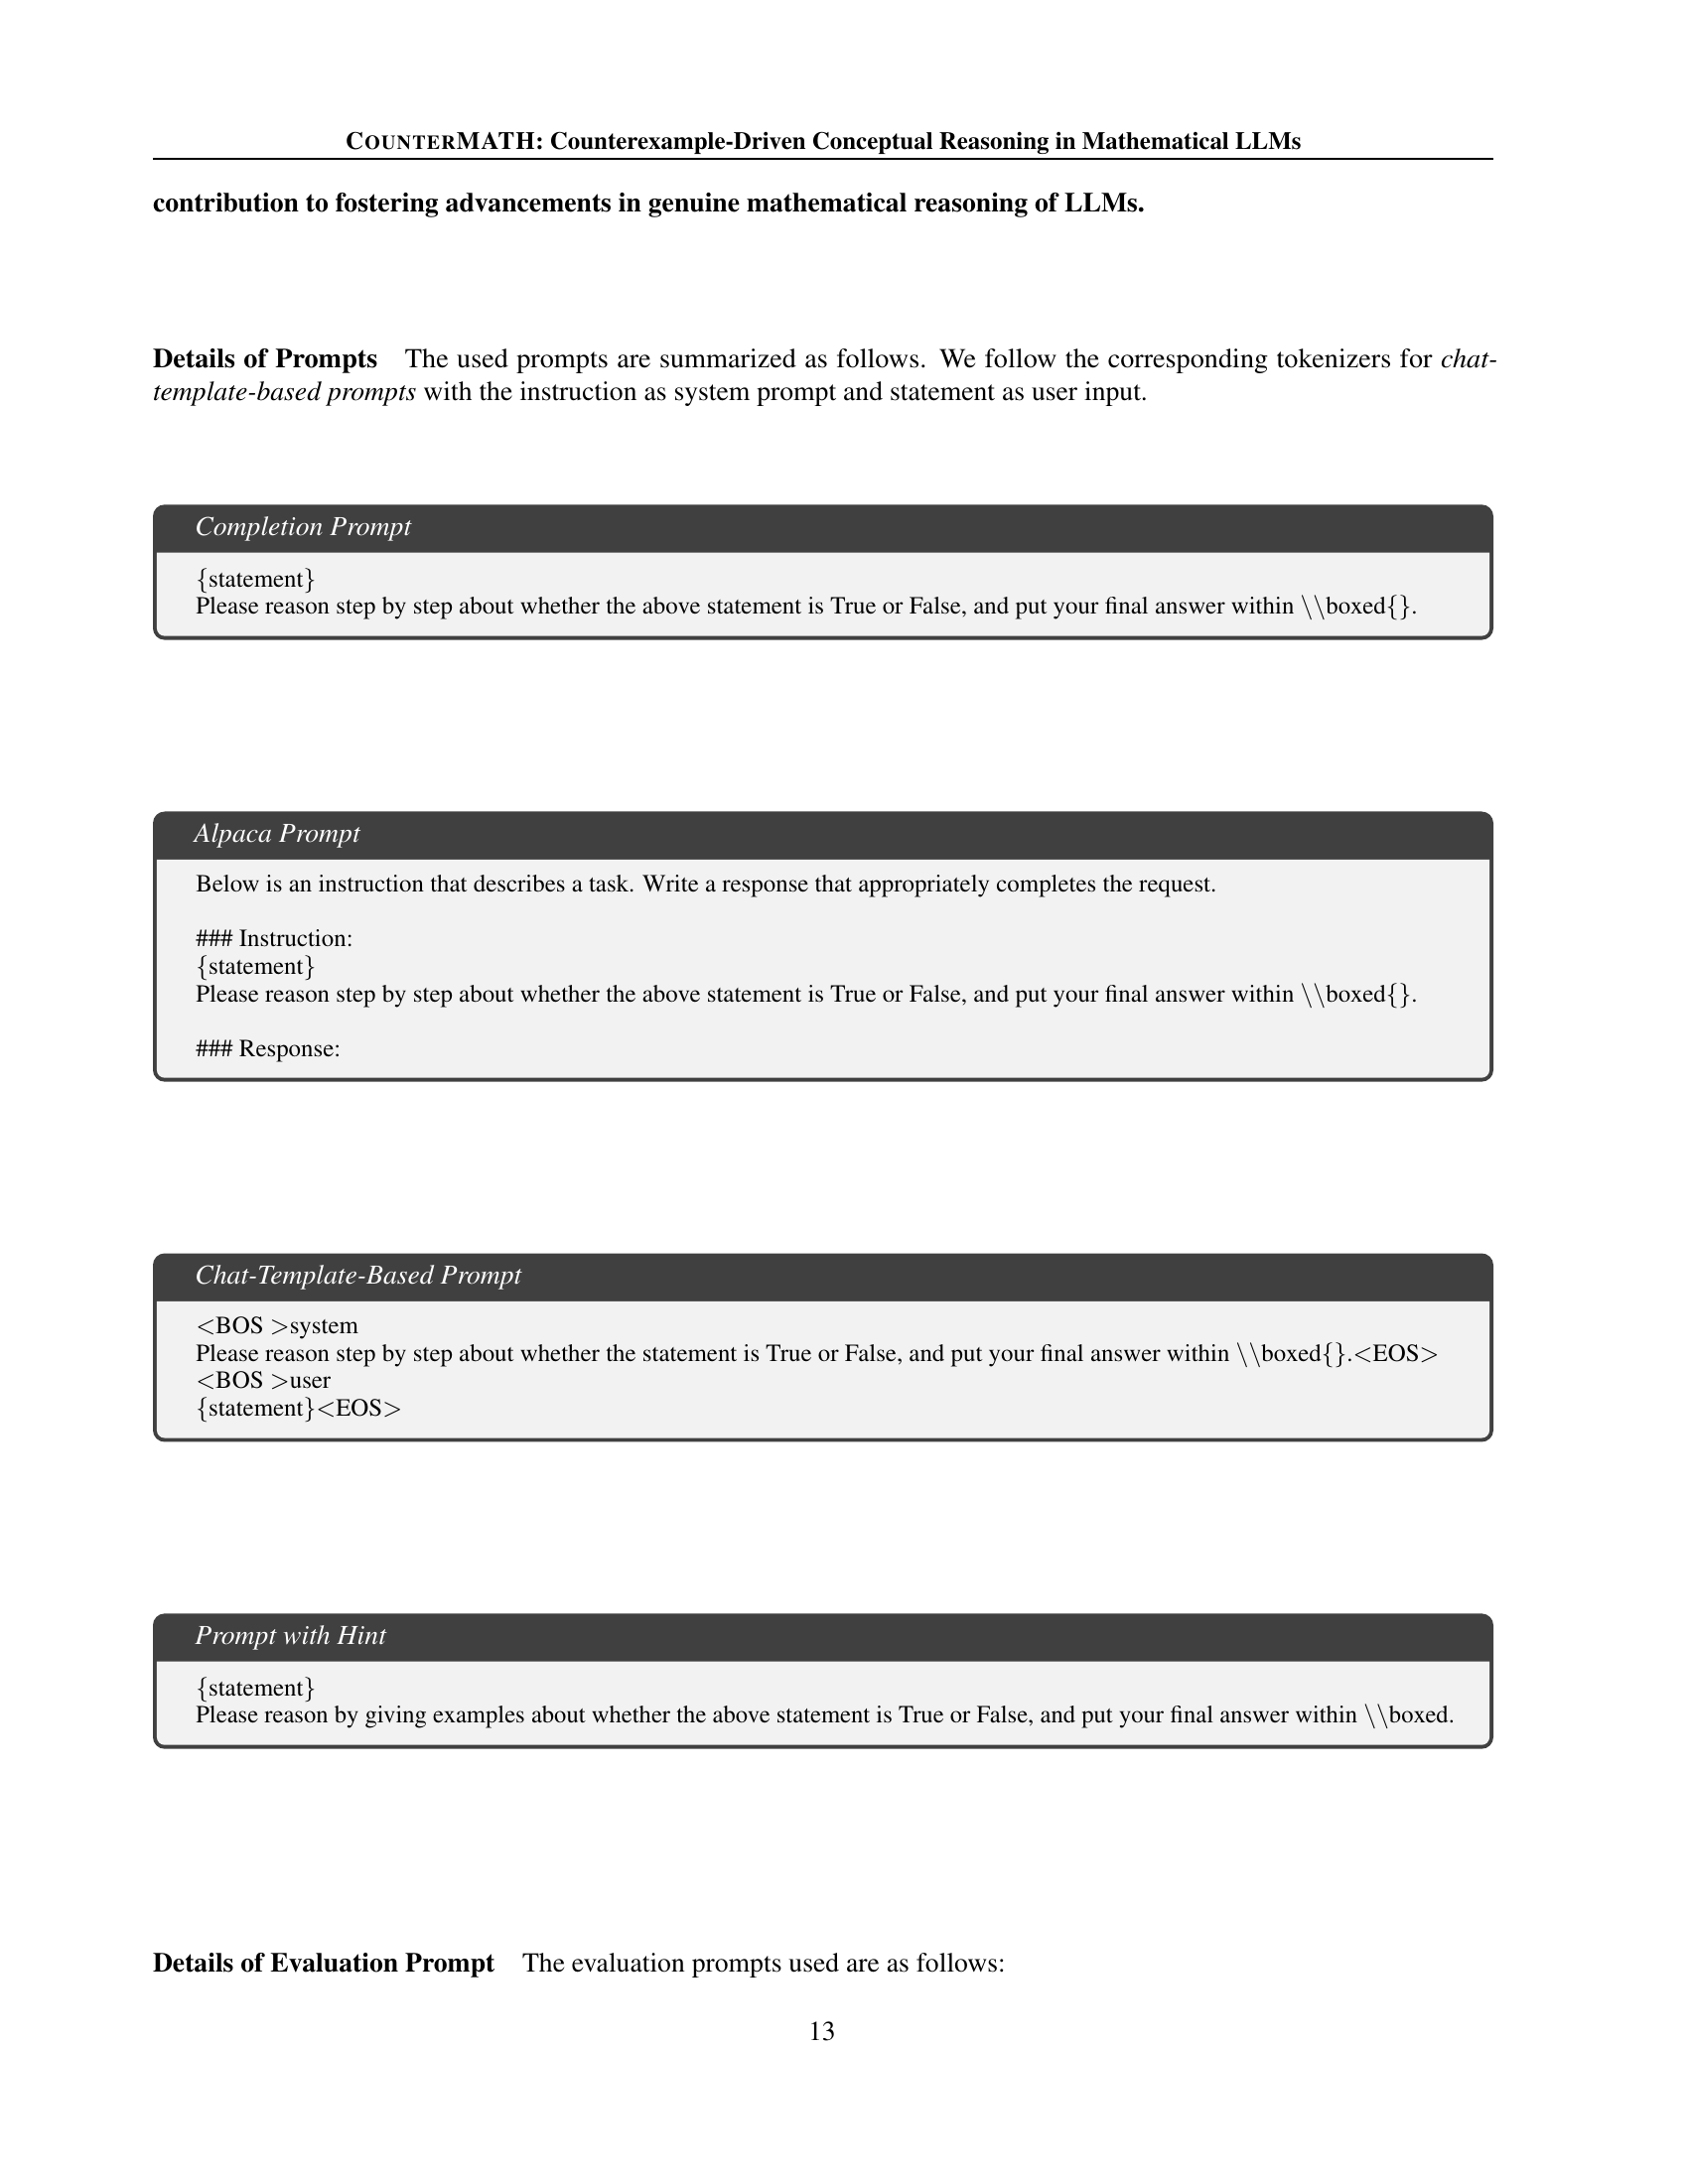 COUNTERMATH: Counterexample-Driven Conceptual Reasoning in Mathematical LLMs
contribution to fostering advancements in genuine mathematical reasoning of LLMs.
Details of Prompts The used prompts are summarized as follows. We follow the corresponding tokenizers for chat-
template-based prompts with the instruction as system prompt and statement as user input.
Completion Prompt
{statement}
Please reason step by step about whether the above statement is True or False, and put your final answer within \\boxed{}.
Alpaca Prompt
Below is an instruction that describes a task. Write a response that appropriately completes the request.
### Instruction:
{statement}
Please reason step by step about whether the above statement is True or False, and put your final answer within \\boxed{}.
### Response:
Chat-Template-Based Prompt
<BOS >system
Please reason step by step about whether the statement is True or False, and put your final answer within \\boxed{}.<EOS>
<BOS >user
{statement}<EOS>
Prompt with Hint
{statement}
Please reason by giving examples about whether the above statement is True or False, and put your final answer within \\boxed.
Details of Evaluation Prompt The evaluation prompts used are as follows:
13